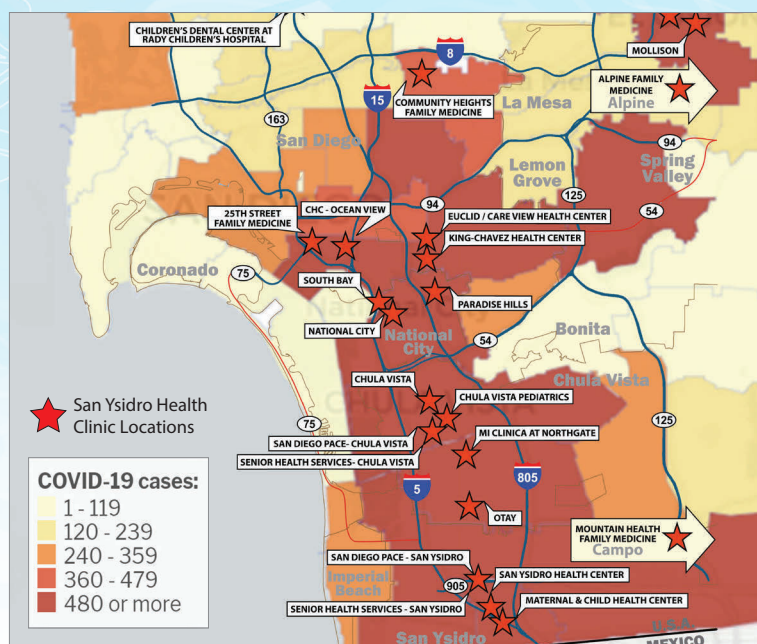 CHILDREN'S DENTAL CENTER AT
RADY CHILDREN'S HOSPITAL
MOLLISON
8
ALPINE FAMILY
MEDICINE
Alpine
COMMUNITY HEIGHTS
FAMILY MEDICINE
La Mesa
15
163
San Diego
94
Spring
Valley
Lemon
Grove
125
54
94
CHC - OCEAN VIEW
25TH STREET
FAMILY MEDICINE
EUCLID / CARE VIEW HEALTH CENTER
KING-CHAVEZ HEALTH CENTER
Coronado
75
SOUTH BAY
PARADISE HILLS
NATIONAL CITY
National
City
54
Bonita
CHULA VISTA
Chula Vista
CHULA VISTA PEDIATRICS
San Ysidro Health
Clinic Locations
75
125
SAN DIEGO PACE- CHULA VISTA
MI CLINICA AT NORTHGATE
SENIOR HEALTH SERVICES- CHULA VISTA
COVID-19 cases:
1 - 119
120 - 239
240 - 359
360 - 479
480 or more
5
805
OTAY
MOUNTAIN HEALTH
FAMILY MEDICINE
Campo
SAN DIEGO PACE - SAN YSIDRO
Imperial
Beach
905
SAN YSIDRO HEALTH CENTER
SENIOR HEALTH SERVICES - SAN YSIDRO
MATERNAL & CHILD HEALTH CENTER
San Ysidro
U.S.A.
MEXICO